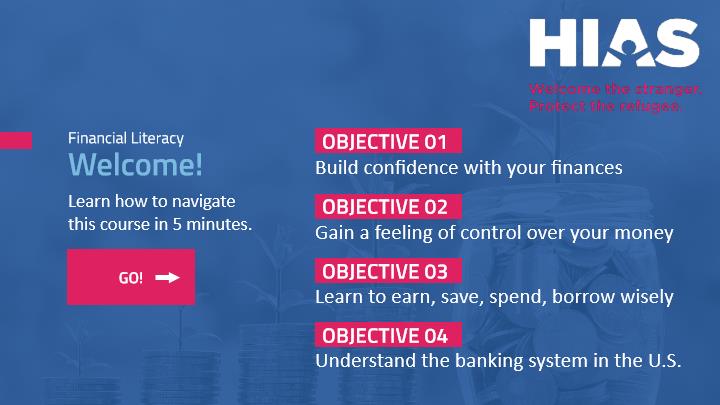 HIAS
Welcome the stranger.
Protect the refugee.
Financial Literacy
Welcome!
Learn how to navigate
this course in 5 minutes.
GO!
OBJECTIVE 01
Build confidence with your finances
OBJECTIVE 02
Gain a feeling of control over your money
OBJECTIVE 03
Learn to earn, save, spend, borrow wisely
OBJECTIVE 04
Understand the banking system in the U.S.